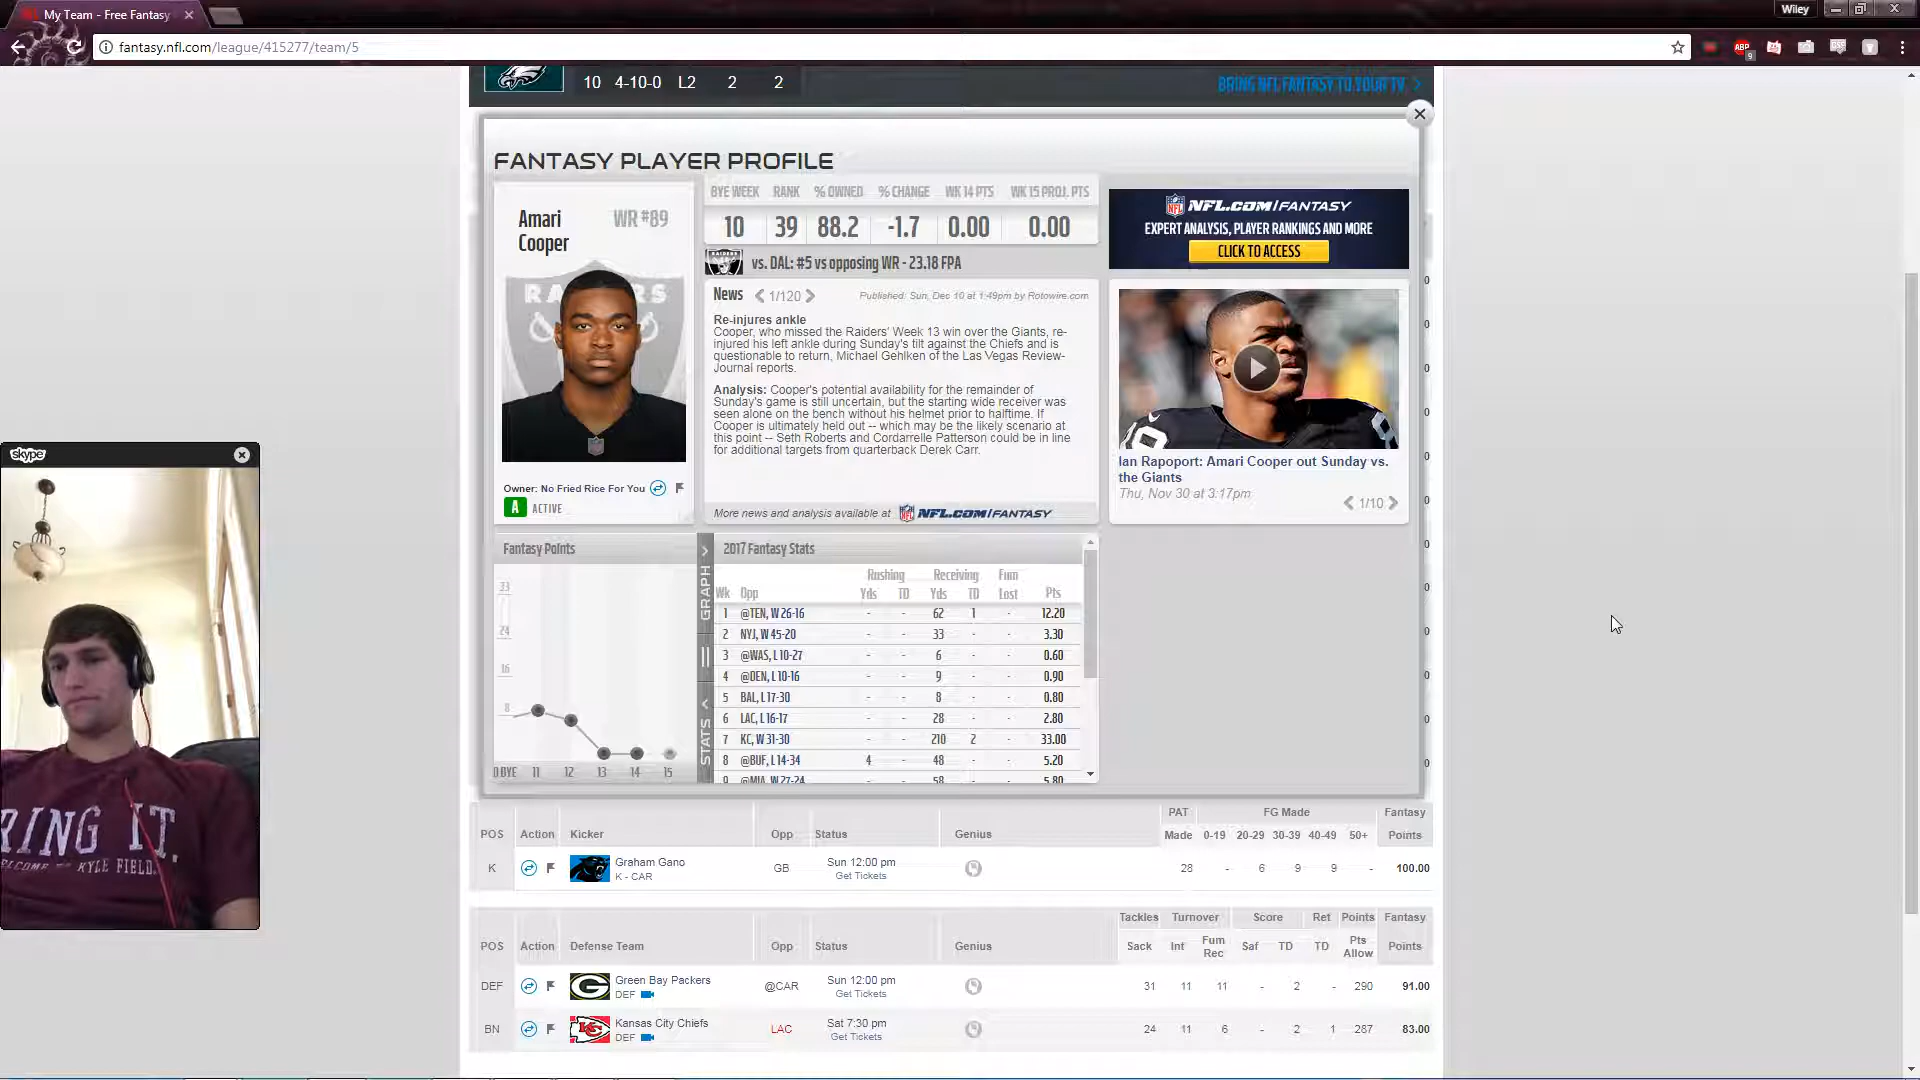 My Team - Free Fantasy
Wiley
fantasy.nfl.com/league/415277/team/5
10 4-10-0 L2 2 2
BRING NFL FANTASY TO YOUR TV
FANTASY PLAYER PROFILE
Amari
Cooper
WR #89
BYE WEEK RANK % OWNED % CHANGE WK 14 PTS WK 15 PROJ. PTS
10 39 88.2 -1.7 0.00 0.00
vs. DAL: #5 vs opposing WR - 23.18 FPA
NFL.COM/FANTASY
EXPERT ANALYSIS, PLAYER RANKINGS AND MORE
CLICK TO ACCESS
RAIDERS
News 1/120 Published: Sun, Dec 10 at 1:49pm by Rotowire.com
Re-injures ankle
Cooper, who missed the Raiders' Week 13 win over the Giants, re-
injured his left ankle during Sunday's tilt against the Chiefs and is
questionable to return, Michael Gehlken of the Las Vegas Review-
Journal reports.
Analysis: Cooper's potential availability for the remainder of
Sunday's game is still uncertain, but the starting wide receiver was
seen alone on the bench without his helmet prior to halftime. If
Cooper is ultimately held out -- which may be the likely scenario at
this point -- Seth Roberts and Cordarrelle Patterson could be in line
for additional targets from quarterback Derek Carr.
More news and analysis available at NFL.COM/FANTASY
Ian Rapoport: Amari Cooper out Sunday vs.
the Giants
Thu, Nov 30 at 3:17pm
1/10
Owner: No Fried Rice For You
A ACTIVE
skype
Fantasy Points
33
24
16
8
BYE 11 12 13 14 15
GRAPH
STATS
2017 Fantasy Stats
Rushing Receiving Fum
Wk Opp Yds TD Yds TD Lost Pts
1 @TEN, W 26-16 - - 62 1 - 12.20
2 NYJ, W 45-20 - - 33 - - 3.30
3 @WAS, L 10-27 - - 6 - - 0.60
4 @DEN, L 10-16 - - 9 - - 0.90
5 BAL, L 17-30 - - 8 - - 0.80
6 LAC, L 16-17 - - 28 - - 2.80
7 KC, W 31-30 - - 210 2 - 33.00
8 @BUF, L 14-34 4 - 48 - - 5.20
9 @MIA, W 27-24 - - 58 - - 5.80
PAT FG Made Fantasy
POS Action Kicker Opp Status Genius Made 0-19 20-29 30-39 40-49 50+ Points
K Graham Gano GB Sun 12:00 pm 28 - 6 9 9 - 100.00
K - CAR Get Tickets
Tackles Turnover Score Ret Points Fantasy
POS Action Defense Team Opp Status Genius Sack Int Fum Rec Saf TD TD Pts Allow Points
DEF Green Bay Packers @CAR Sun 12:00 pm 31 11 11 - 2 - 290 91.00
DEF Get Tickets
BN Kansas City Chiefs LAC Sat 7:30 pm 24 11 6 - 2 1 287 83.00
DEF Get Tickets
RING IT.
ELCOME TO KYLE FIELD.